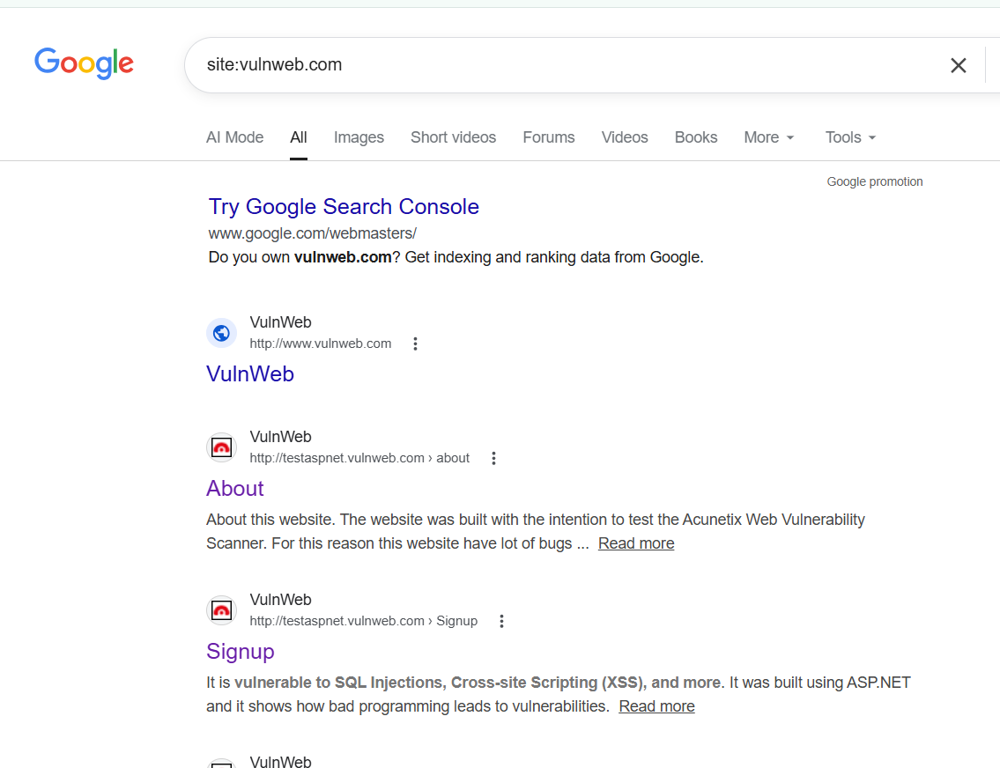 Google
site:vulnweb.com
AI Mode All Images Short videos Forums Videos Books More Tools
Google promotion
Try Google Search Console
www.google.com/webmasters/
Do you own vulnweb.com? Get indexing and ranking data from Google.
VulnWeb
http://www.vulnweb.com
VulnWeb
VulnWeb
http://testaspnet.vulnweb.com › about
About
About this website. The website was built with the intention to test the Acunetix Web Vulnerability
Scanner. For this reason this website have lot of bugs ... Read more
VulnWeb
http://testaspnet.vulnweb.com › Signup
Signup
It is vulnerable to SQL Injections, Cross-site Scripting (XSS), and more. It was built using ASP.NET
and it shows how bad programming leads to vulnerabilities. Read more
VulnWeb